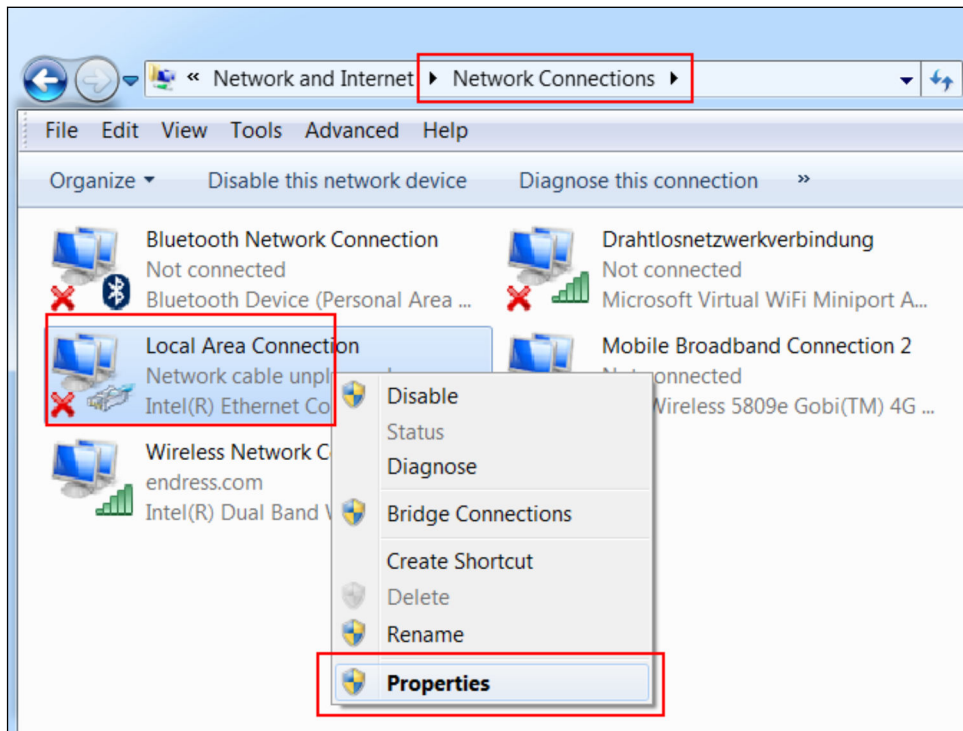 « Network and Internet ▸ Network Connections ▸
File Edit View Tools Advanced Help
Organize Disable this network device Diagnose this connection »
Bluetooth Network Connection
Not connected
Bluetooth Device (Personal Area ...
Drahtlosnetzwerkverbindung
Not connected
Microsoft Virtual WiFi Miniport A...
Local Area Connection
Network cable
Intel(R) Ethernet
Mobile Broadband Connection 2
Wireless 5809e Gobi(TM) 4G ...
Wireless Network
endress.com
Intel(R) Dual Band
Disable
Status
Diagnose
Bridge Connections
Create Shortcut
Delete
Rename
Properties